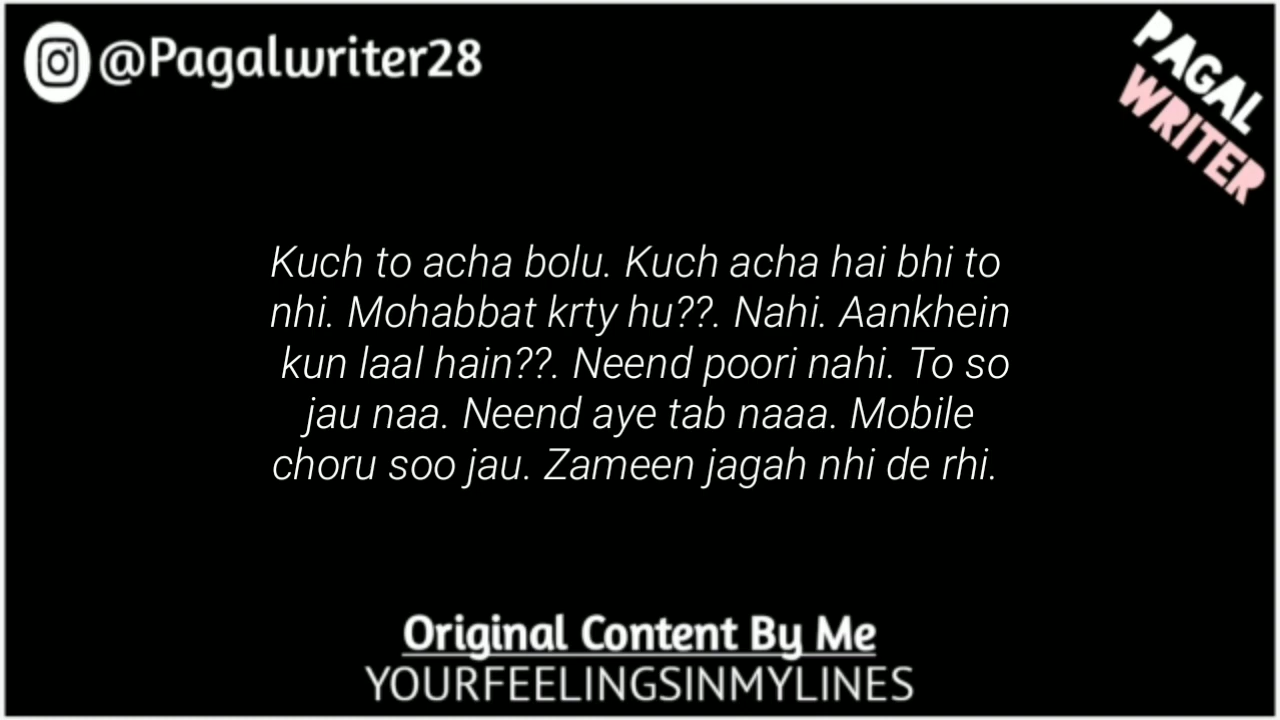 @Pagalwriter28
PAGAL
WRITER
Kuch to acha bolu. Kuch acha hai bhi to
nhi. Mohabbat krty hu??. Nahi. Aankhein
kun laal hain??. Neend poori nahi. To so
jau naa. Neend aye tab naaa. Mobile
choru soo jau. Zameen jagah nhi de rhi.
Original Content By Me
YOURFEELINGSINMYLINES